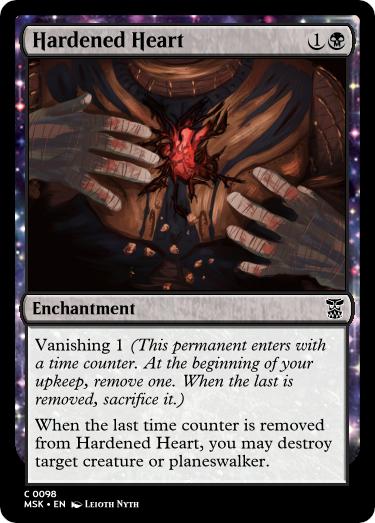 Hardened Heart 1
Enchantment
Vanishing 1 (This permanent enters with
a time counter. At the beginning of your
upkeep, remove one. When the last is
removed, sacrifice it.)
When the last time counter is removed
from Hardened Heart, you may destroy
target creature or planeswalker.
C 0098
MSK • EN Leioth Nyth